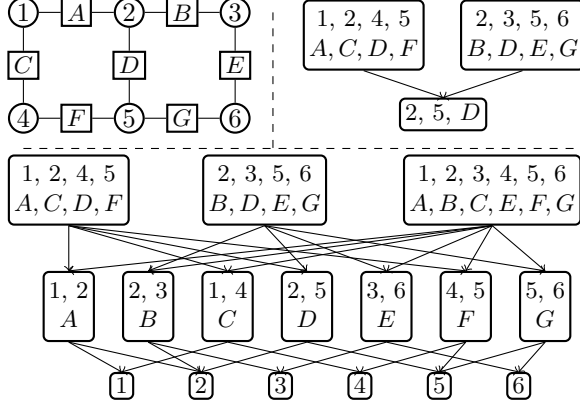 1 A 2 B 3
C D E
4 F 5 G 6
1, 2, 4, 5
A, C, D, F
2, 3, 5, 6
B, D, E, G
2, 5, D
1, 2, 4, 5
A, C, D, F
2, 3, 5, 6
B, D, E, G
1, 2, 3, 4, 5, 6
A, B, C, E, F, G
1, 2
A
2, 3
B
1, 4
C
2, 5
D
3, 6
E
4, 5
F
5, 6
G
1 2 3 4 5 6